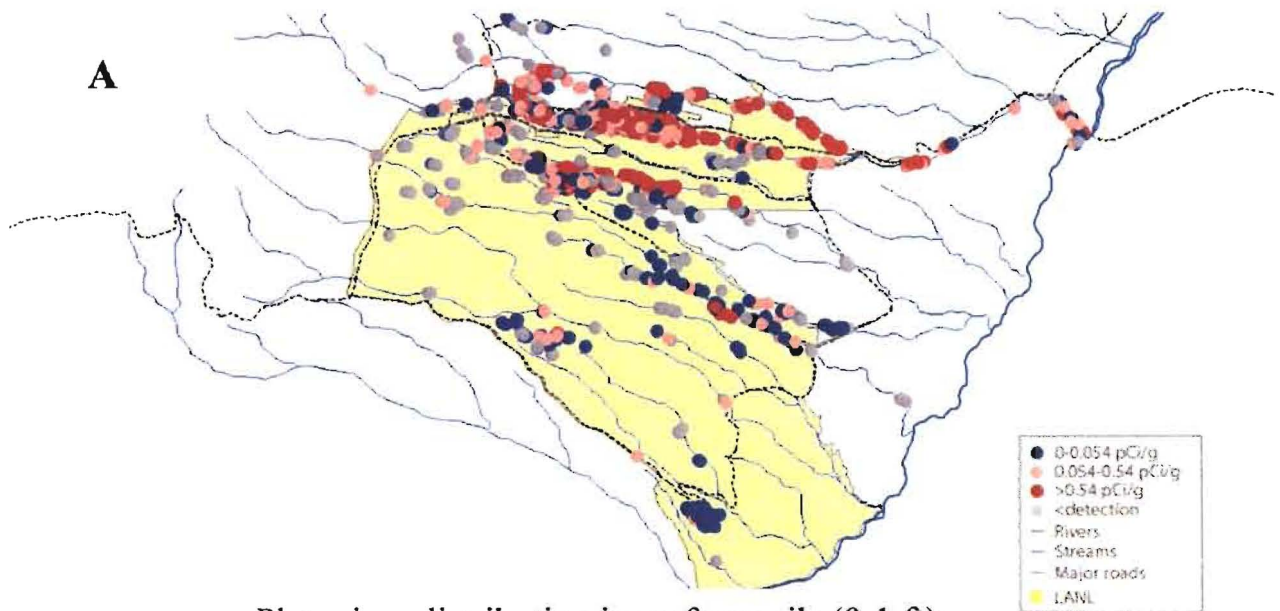 A
0-0.054 pCi/g
0.054-0.54 pCi/g
>0.54 pCi/g
<detection
Rivers
Streams
Major roads
LANL